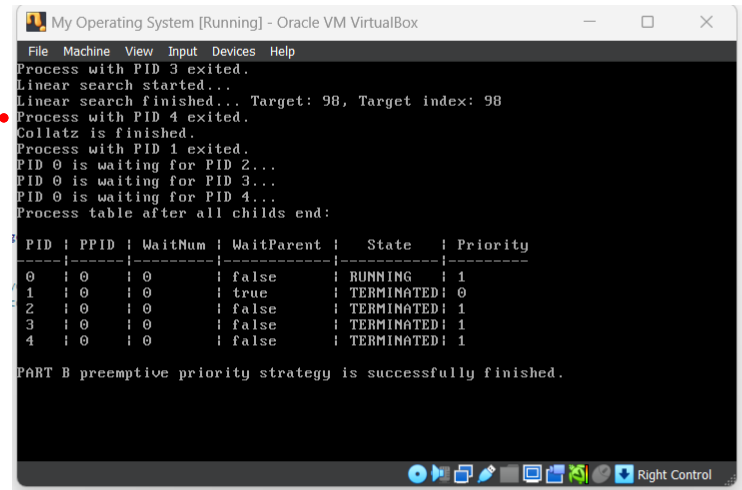 My Operating System [Running] - Oracle VM VirtualBox
File Machine View Input Devices Help
Process with PID 3 exited.
Linear search started...
Linear search finished... Target: 98, Target index: 98
Process with PID 4 exited.
Collatz is finished.
Process with PID 1 exited.
PID 0 is waiting for PID 2...
PID 0 is waiting for PID 3...
PID 0 is waiting for PID 4...
Process table after all childs end:
PID ¦ PPID ¦ WaitNum ¦ WaitParent ¦ State ¦ Priority
-----¦------¦---------¦------------¦------------¦---------
0 ¦ 0 ¦ 0 ¦ false ¦ RUNNING ¦ 1
1 ¦ 0 ¦ 0 ¦ true ¦ TERMINATED¦ 0
2 ¦ 0 ¦ 0 ¦ false ¦ TERMINATED¦ 1
3 ¦ 0 ¦ 0 ¦ false ¦ TERMINATED¦ 1
4 ¦ 0 ¦ 0 ¦ false ¦ TERMINATED¦ 1
PART B preemptive priority strategy is successfully finished.
Right Control